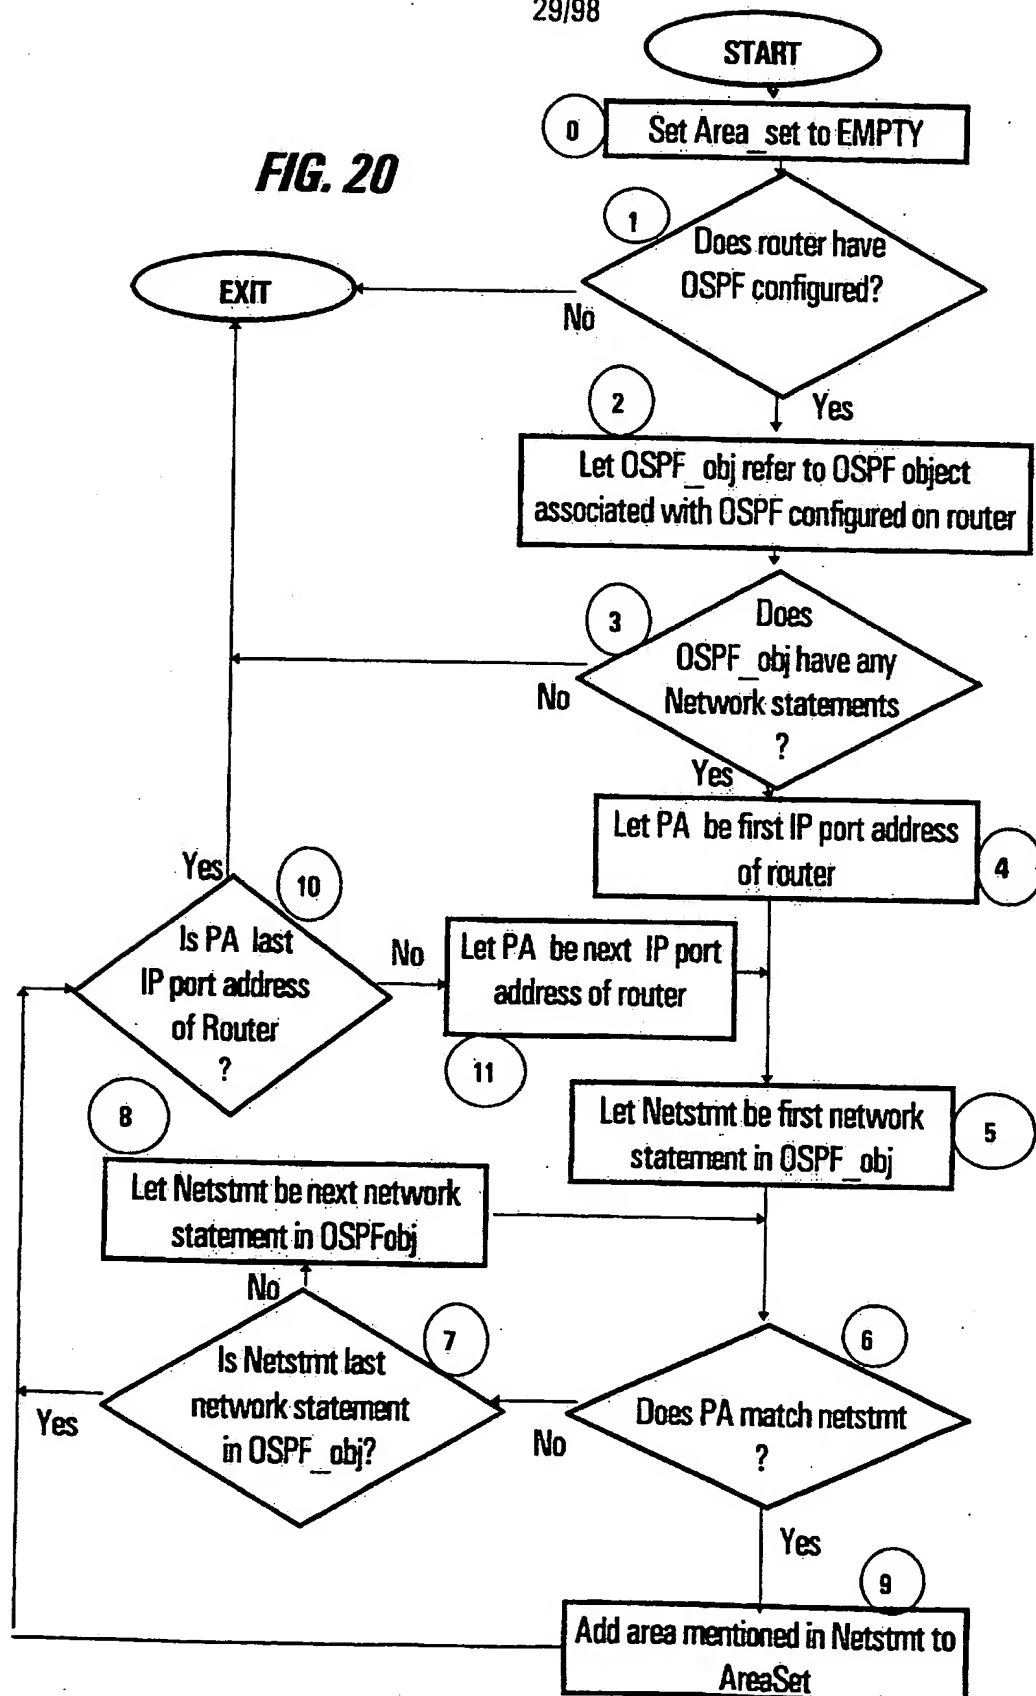 29/98
START
0
Set Area_set to EMPTY
FIG. 20
1
Does router have
OSPF configured?
EXIT
No
Yes
2
Let OSPF_obj refer to OSPF object
associated with OSPF configured on router
3
Does
OSPF_obj have any
Network statements
?
No
Yes
Let PA be first IP port address
of router
4
Yes
10
Is PA last
IP port address
of Router
?
No
Let PA be next IP port
address of router
11
8
Let Netstmt be first network
statement in OSPF_obj
5
Let Netstmt be next network
statement in OSPFobj
No
7
Is Netstmt last
network statement
in OSPF_obj?
Yes
6
Does PA match netstmt
?
No
Yes
9
Add area mentioned in Netstmt to
AreaSet